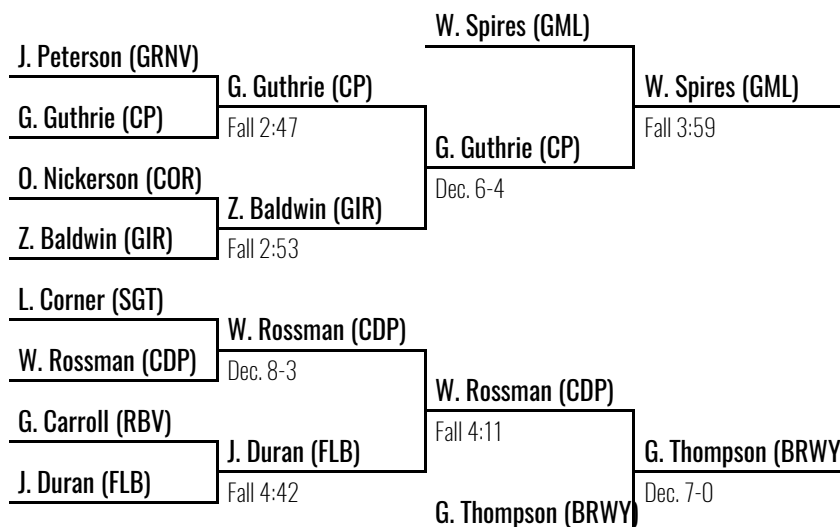 W. Spires (GML)
J. Peterson (GRNV)
G. Guthrie (CP)
W. Spires (GML)
G. Guthrie (CP)
Fall 2:47
Fall 3:59
G. Guthrie (CP)
O. Nickerson (COR)
Dec. 6-4
Z. Baldwin (GIR)
Z. Baldwin (GIR)
Fall 2:53
L. Corner (SGT)
W. Rossman (CDP)
W. Rossman (CDP)
Dec. 8-3
W. Rossman (CDP)
G. Carroll (RBV)
Fall 4:11
J. Duran (FLB)
G. Thompson (BRWY
J. Duran (FLB)
Fall 4:42
Dec. 7-0
G. Thompson (BRWY)